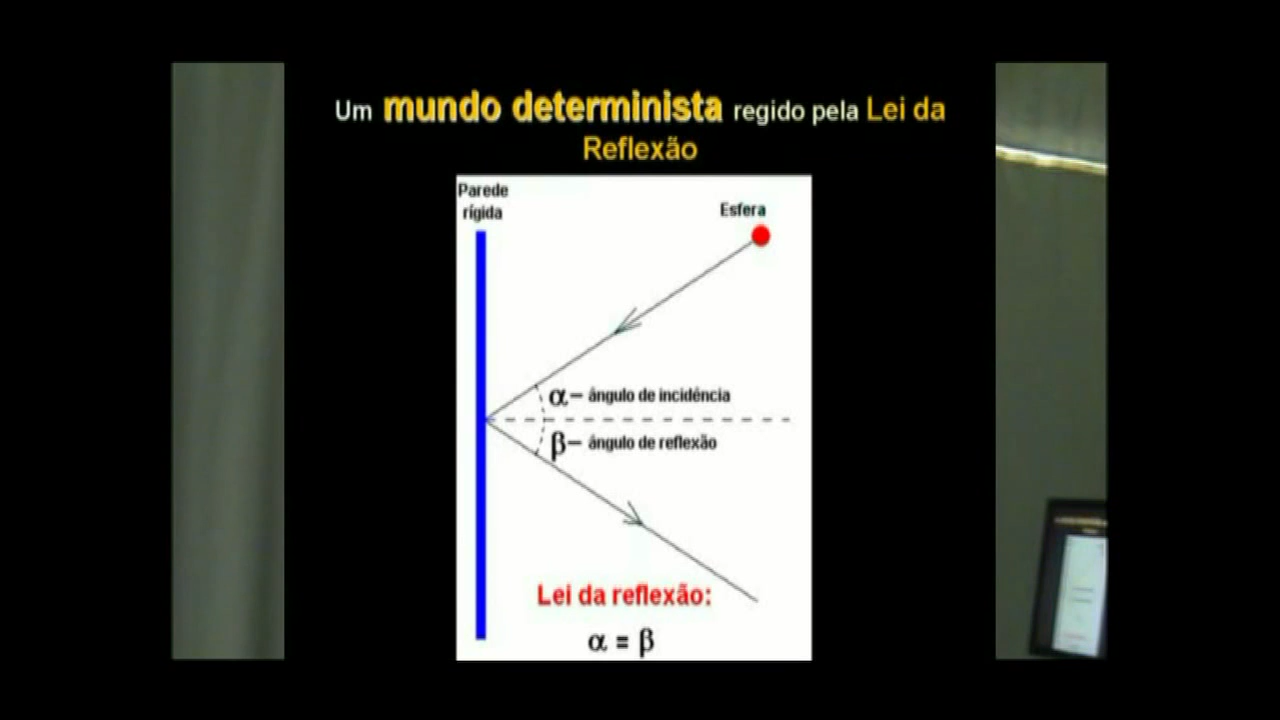 Um mundo determinista regido pela Lei da
Reflexão
Parede
rígida
Esfera
α – ângulo de incidência
β – ângulo de reflexão
Lei da reflexão:
α = β